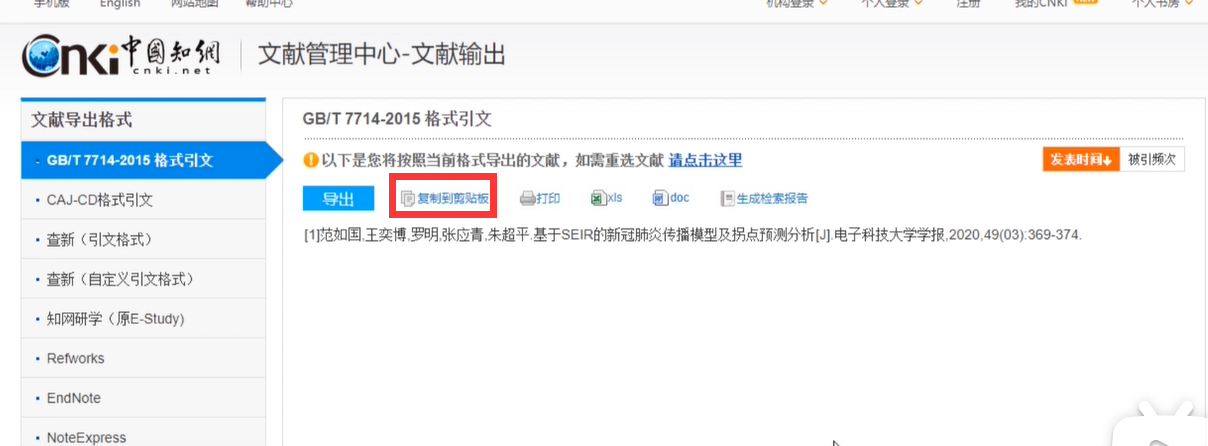 手机版 English 网站地图 帮助中心 机构登录 个人登录 注册 我的CNKI 个人书房
Cnki中國知網 cnki.net 文献管理中心-文献输出
文献导出格式
GB/T 7714-2015 格式引文
CAJ-CD格式引文
查新（引文格式）
查新（自定义引文格式）
知网研学（原E-Study)
Refworks
EndNote
NoteExpress
GB/T 7714-2015 格式引文
以下是您将按照当前格式导出的文献，如需重选文献 请点击这里 发表时间 被引频次
导出 复制到剪贴板 打印 xls doc 生成检索报告
[1]范如国,王奕博,罗明,张应青,朱超平.基于SEIR的新冠肺炎传播模型及拐点预测分析[J].电子科技大学学报,2020,49(03):369-374.